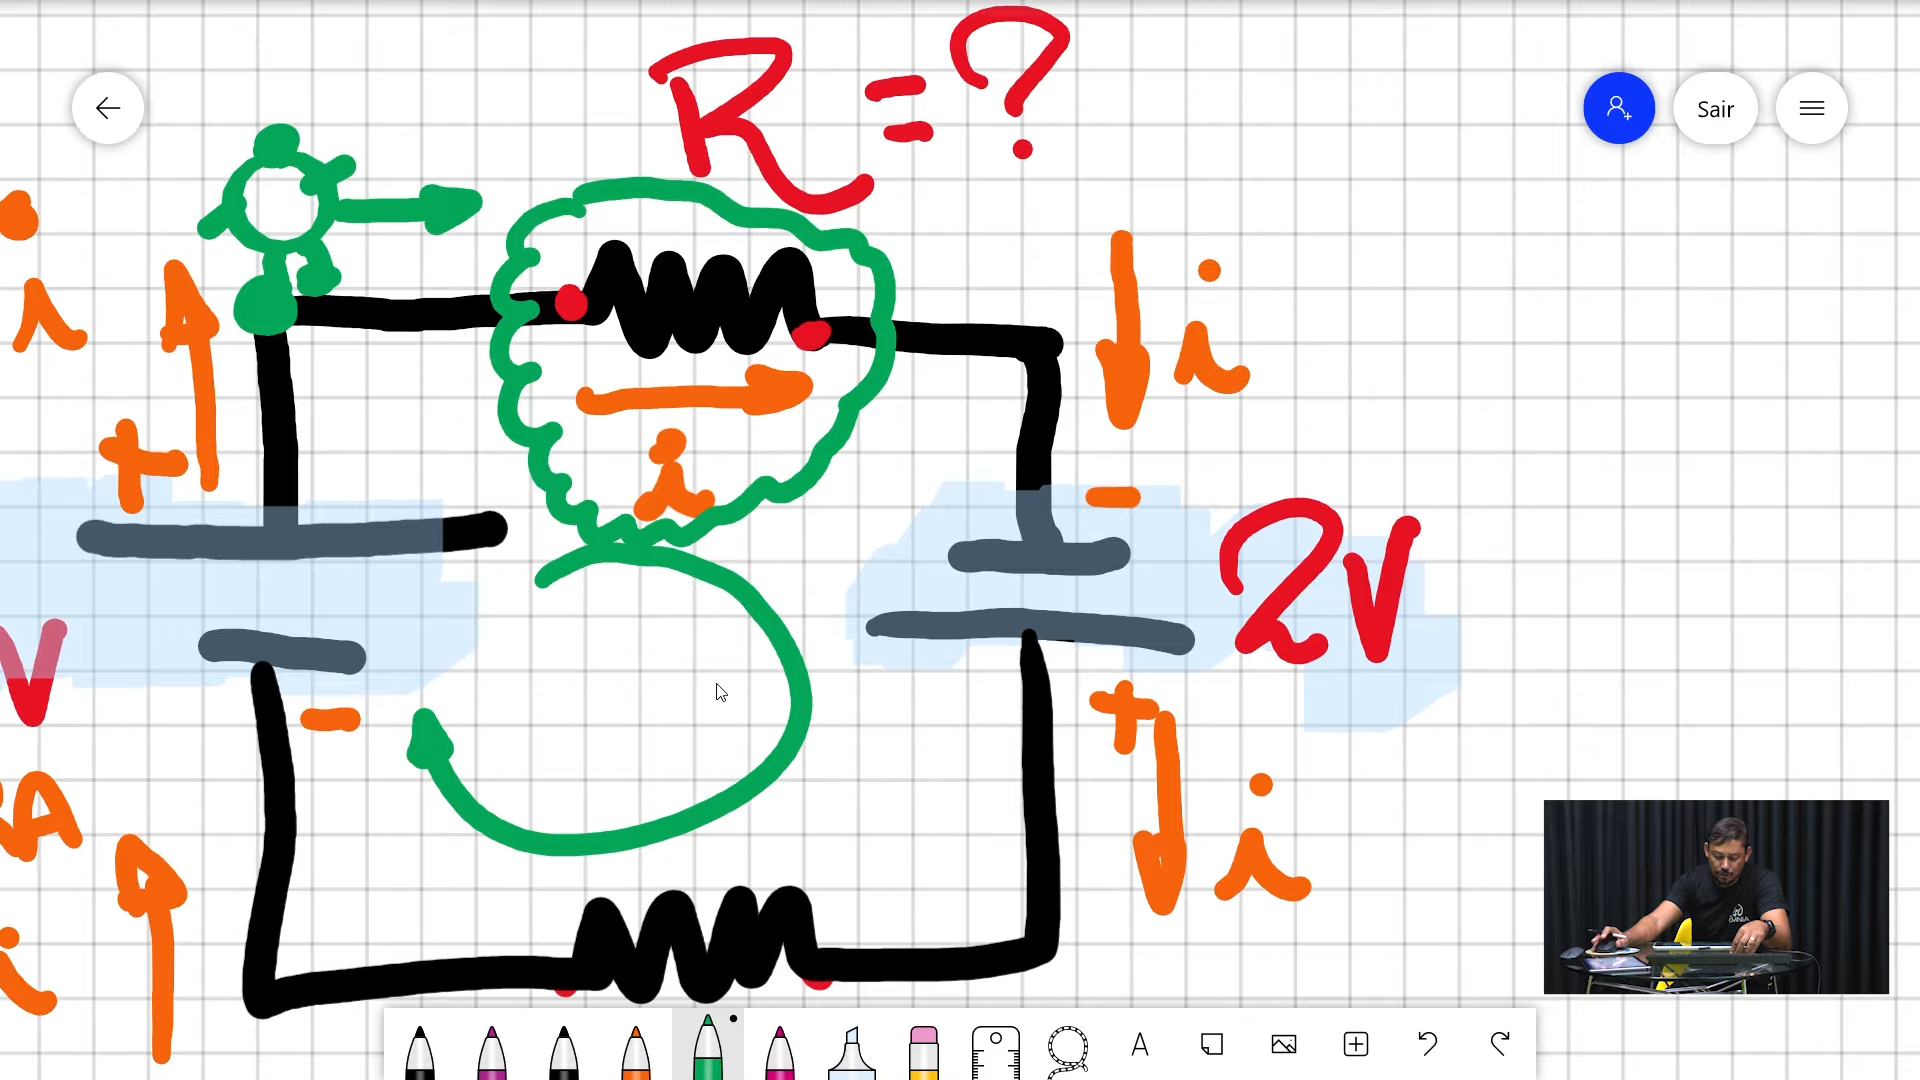 R = ?
Sair
i
i
+
-
i
2V
V
-
+
A
i
i